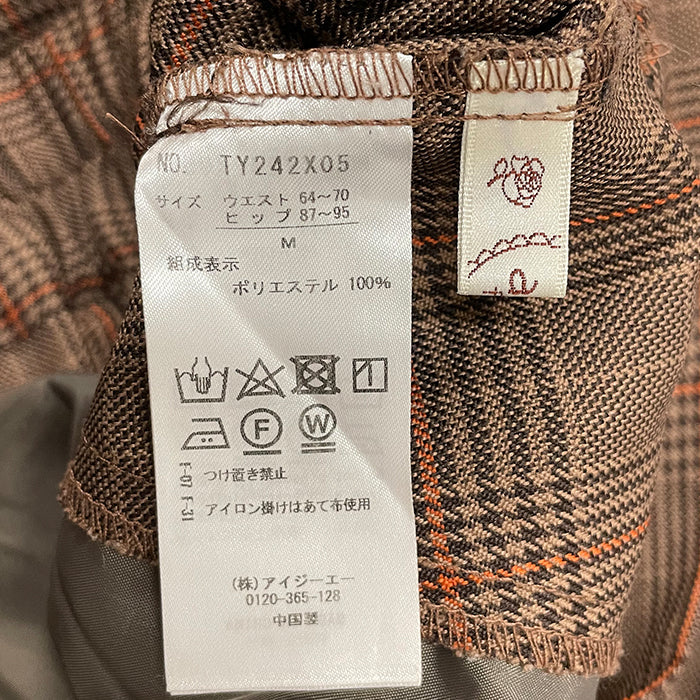 NO. TY242X05
サイズ ウエスト 64～70
ヒップ 87～95
M
組成表示
ポリエステル 100%
F
W
F-07 つけ置き禁止
F-31 アイロン掛けはあて布使用
(株)アイジーエー
0120-365-128
中国製